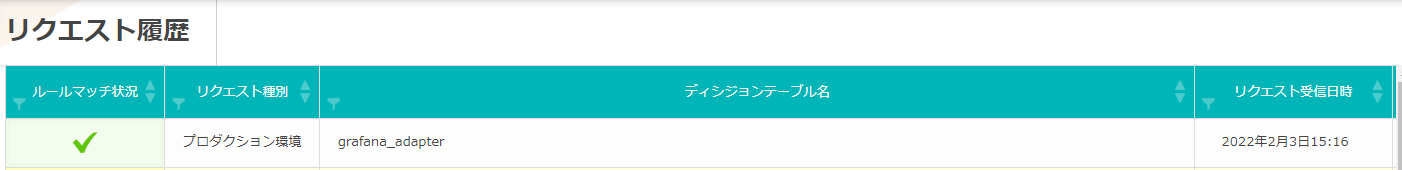 リクエスト履歴
ルールマッチ状況 リクエスト種別 ディシジョンテーブル名 リクエスト受信日時
プロダクション環境 grafana_adapter 2022年2月3日15:16